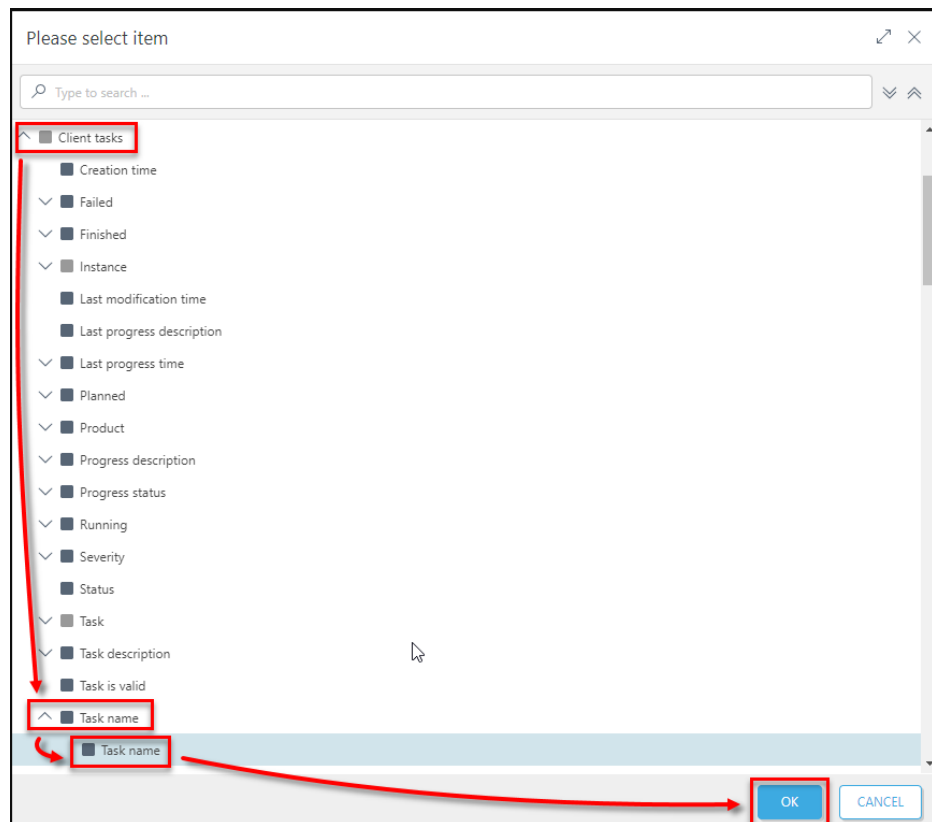 Please select item
Type to search ...
Client tasks
Creation time
Failed
Finished
Instance
Last modification time
Last progress description
Last progress time
Planned
Product
Progress description
Progress status
Running
Severity
Status
Task
Task description
Task is valid
Task name
Task name
OK
CANCEL